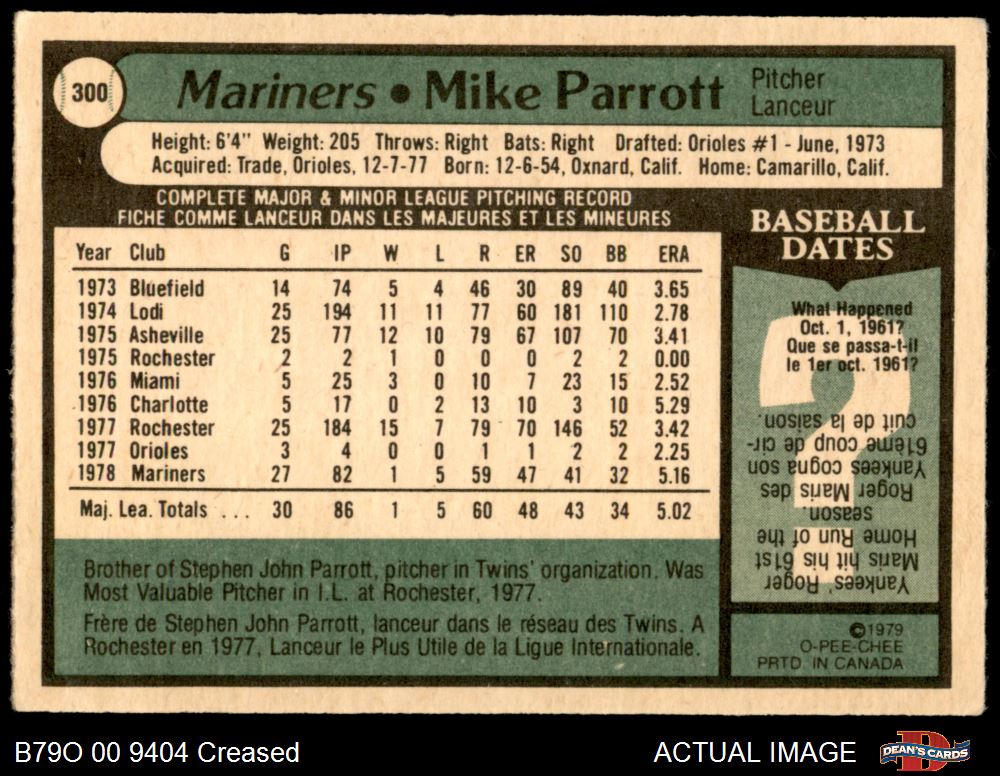 300
Mariners • Mike Parrott
Pitcher
Lanceur
Height: 6'4" Weight: 205 Throws: Right Bats: Right Drafted: Orioles #1 - June, 1973
Acquired: Trade, Orioles, 12-7-77 Born: 12-6-54, Oxnard, Calif. Home: Camarillo, Calif.
COMPLETE MAJOR & MINOR LEAGUE PITCHING RECORD
FICHE COMME LANCEUR DANS LES MAJEURES ET LES MINEURES
Year Club G IP W L R ER SO BB ERA
1973 Bluefield 14 74 5 4 46 30 89 40 3.65
1974 Lodi 25 194 11 11 77 60 181 110 2.78
1975 Asheville 25 77 12 10 79 67 107 70 3.41
1975 Rochester 2 2 1 0 0 0 2 2 0.00
1976 Miami 5 25 3 0 10 7 23 15 2.52
1976 Charlotte 5 17 0 2 13 10 3 10 5.29
1977 Rochester 25 184 15 7 79 70 146 52 3.42
1977 Orioles 3 4 0 0 1 1 2 2 2.25
1978 Mariners 27 82 1 5 59 47 41 32 5.16
Maj. Lea. Totals ... 30 86 1 5 60 48 43 34 5.02
Brother of Stephen John Parrott, pitcher in Twins' organization. Was
Most Valuable Pitcher in I.L. at Rochester, 1977.
Frère de Stephen John Parrott, lanceur dans le réseau des Twins. A
Rochester en 1977, Lanceur le Plus Utile de la Ligue Internationale.
BASEBALL
DATES
What Happened
Oct. 1, 1961?
Que se passa-t-il
le 1er oct. 1961?
Yankees' Roger
Maris hit his 61st
Home Run of the
season.
Roger Maris des
Yankees cogna son
61ème coup de cir-
cuit de la saison.
©1979
O-PEE-CHEE
PRTD. IN CANADA
B79O 00 9404 Creased
ACTUAL IMAGE
DEAN'S CARDS